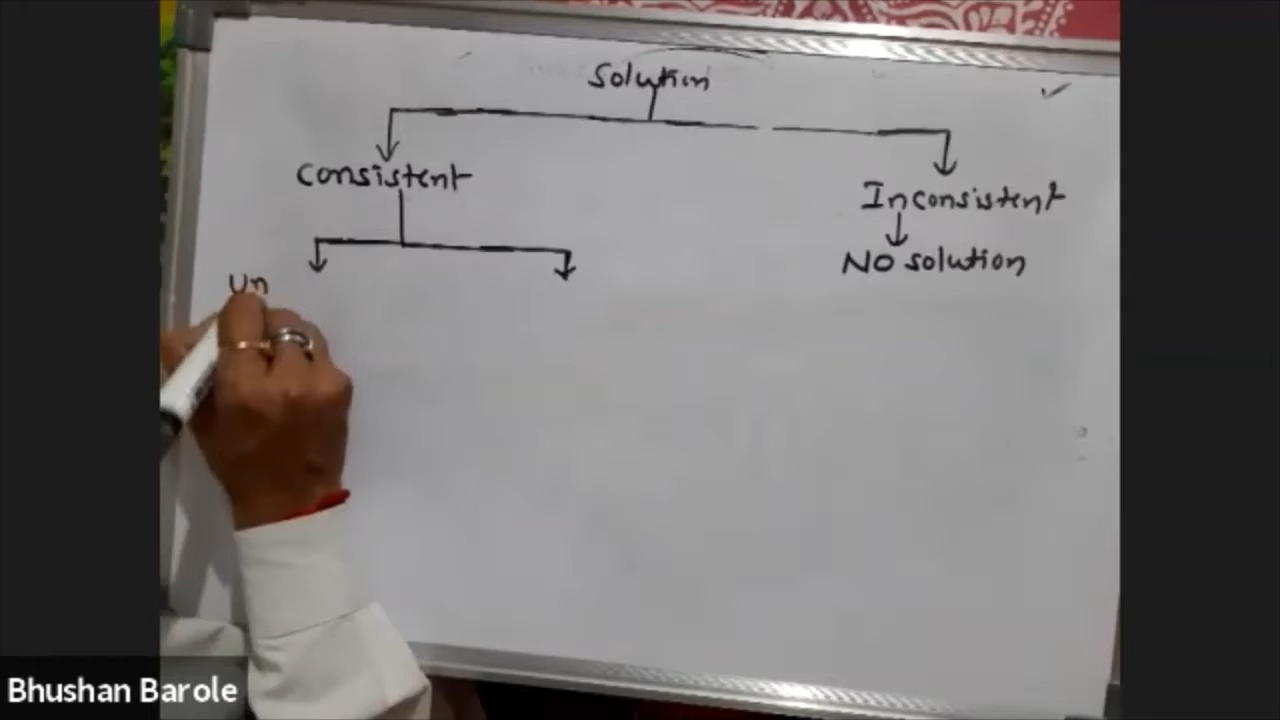 Solution
Consistent
Inconsistent
No solution
Un
Bhushan Barole